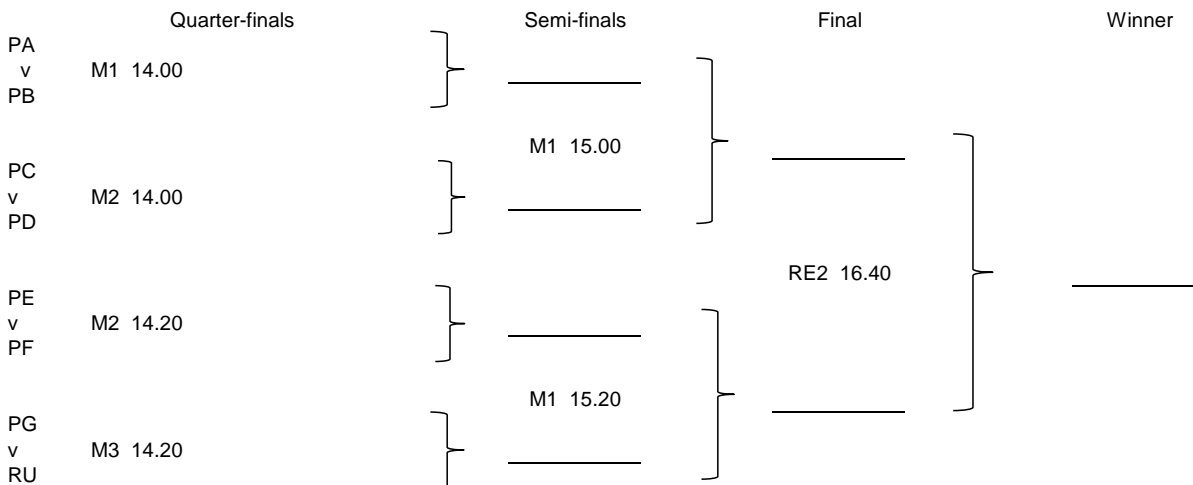 Quarter-finals Semi-finals Final Winner
PA
v M1 14.00
PB
M1 15.00
PC
v M2 14.00
PD
RE2 16.40
PE
v M2 14.20
PF
M1 15.20
PG
v M3 14.20
RU